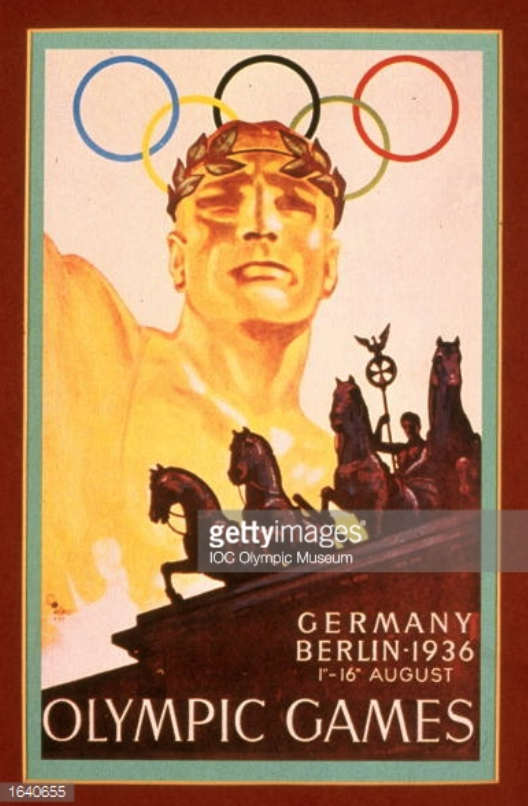 gettyimages
IOC Olympic Museum
GERMANY
BERLIN·1936
1ˢᵗ-16ᵗʰ AUGUST
OLYMPIC GAMES
1640655